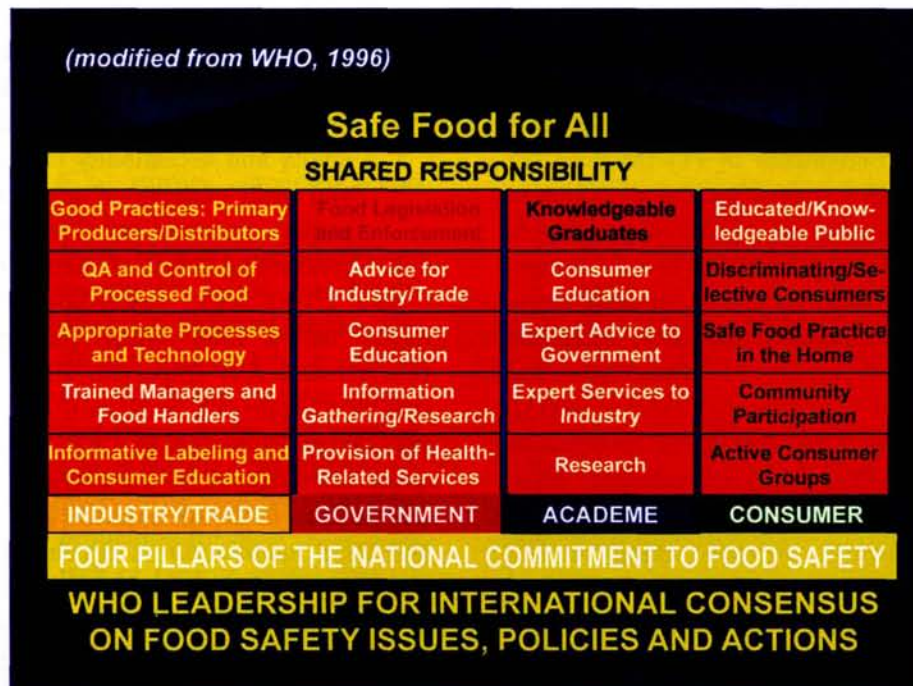 (modified from WHO, 1996)
Safe Food for All
SHARED RESPONSIBILITY
Good Practices: Primary
Producers/Distributors
Food Legislation
and Enforcement
Knowledgeable
Graduates
Educated/Know-
ledgeable Public
QA and Control of
Processed Food
Advice for
Industry/Trade
Consumer
Education
Discriminating/Se-
lective Consumers
Appropriate Processes
and Technology
Consumer
Education
Expert Advice to
Government
Safe Food Practice
in the Home
Trained Managers and
Food Handlers
Information
Gathering/Research
Expert Services to
Industry
Community
Participation
Informative Labeling and
Consumer Education
Provision of Health-
Related Services
Research
Active Consumer
Groups
INDUSTRY/TRADE
GOVERNMENT
ACADEME
CONSUMER
FOUR PILLARS OF THE NATIONAL COMMITMENT TO FOOD SAFETY
WHO LEADERSHIP FOR INTERNATIONAL CONSENSUS
ON FOOD SAFETY ISSUES, POLICIES AND ACTIONS